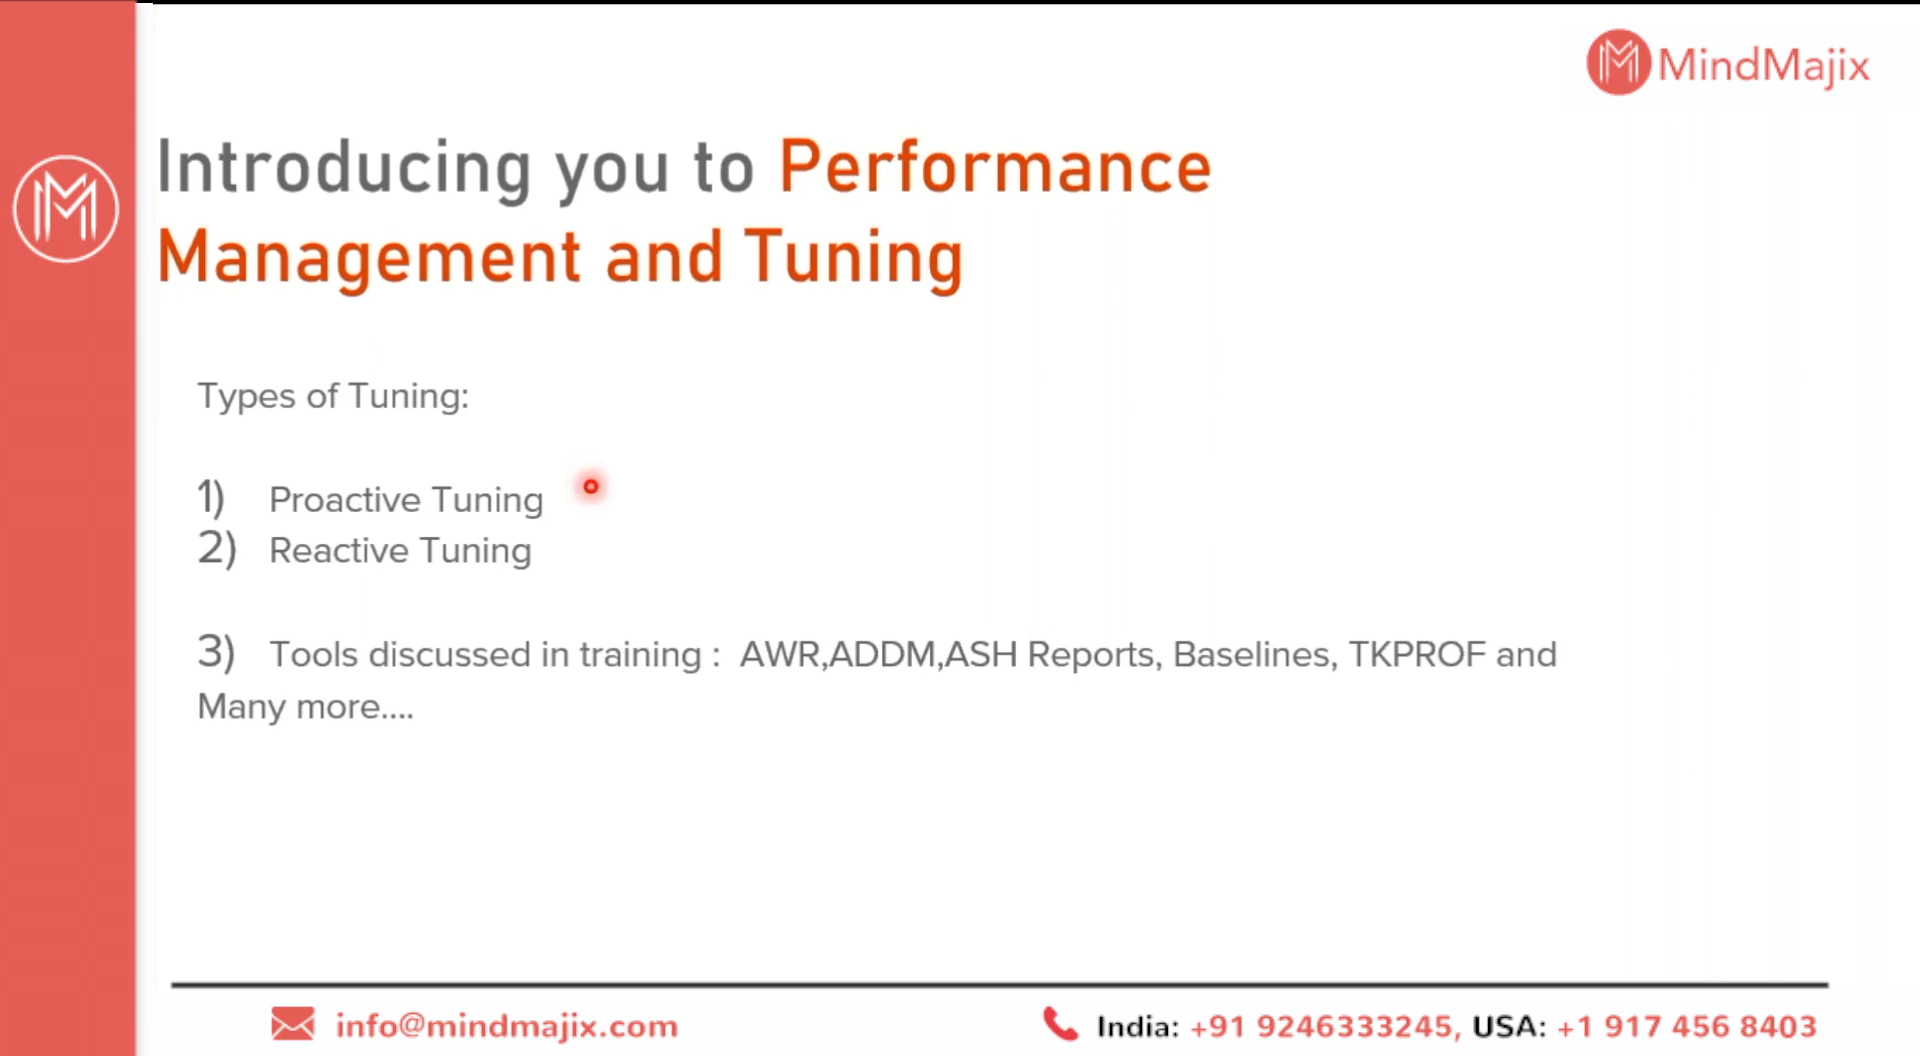 MindMajix
Introducing you to Performance
Management and Tuning
Types of Tuning:
1) Proactive Tuning
2) Reactive Tuning
3) Tools discussed in training : AWR,ADDM,ASH Reports, Baselines, TKPROF and
Many more....
info@mindmajix.com
India: +91 9246333245, USA: +1 917 456 8403